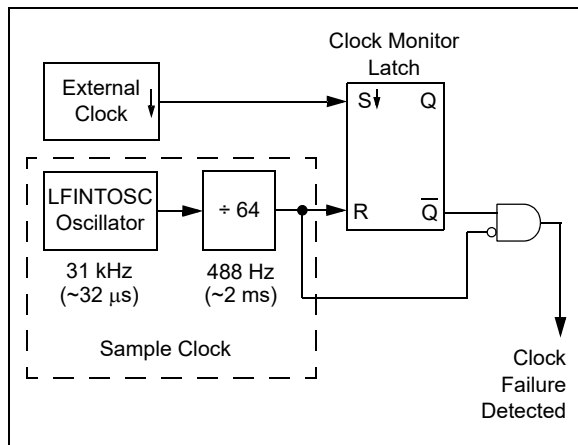 Clock Monitor
Latch
External
Clock
S
Q
LFINTOSC
Oscillator
÷ 64
R
Q̅
31 kHz
(~32 μs)
488 Hz
(~2 ms)
Sample Clock
Clock
Failure
Detected